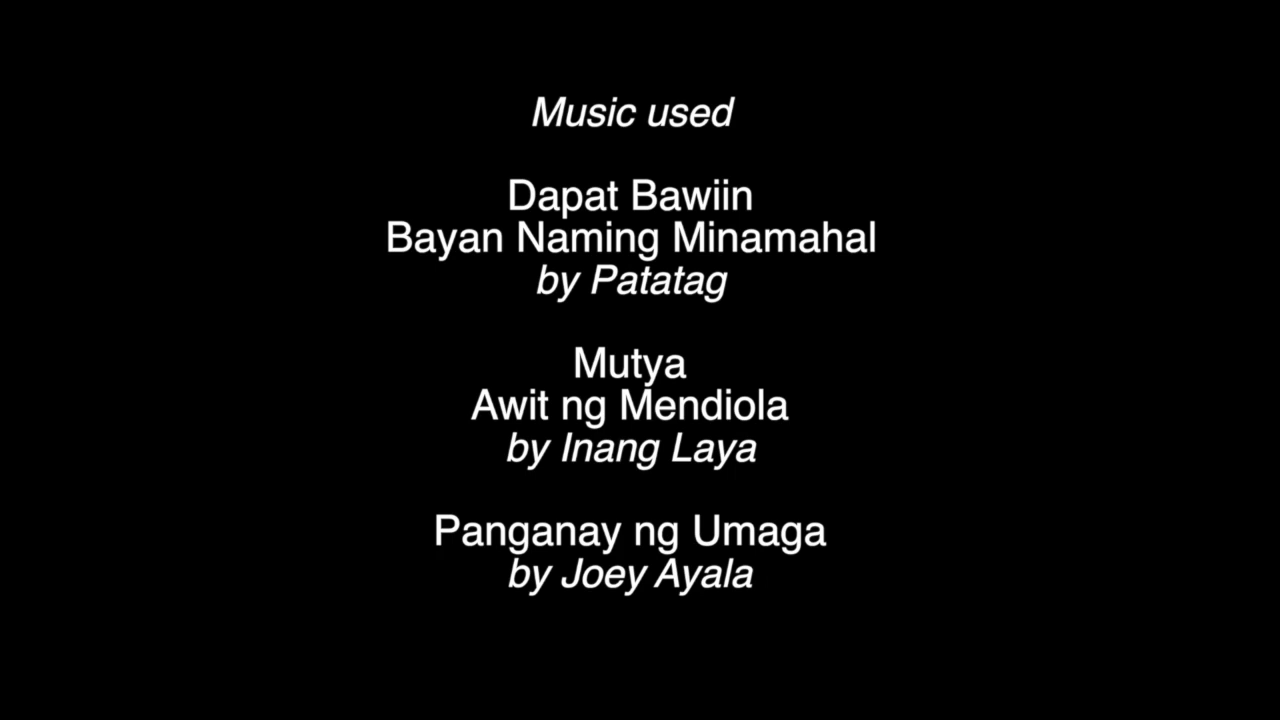 Music used
Dapat Bawiin
Bayan Naming Minamahal
by Patatag
Mutya
Awit ng Mendiola
by Inang Laya
Panganay ng Umaga
by Joey Ayala